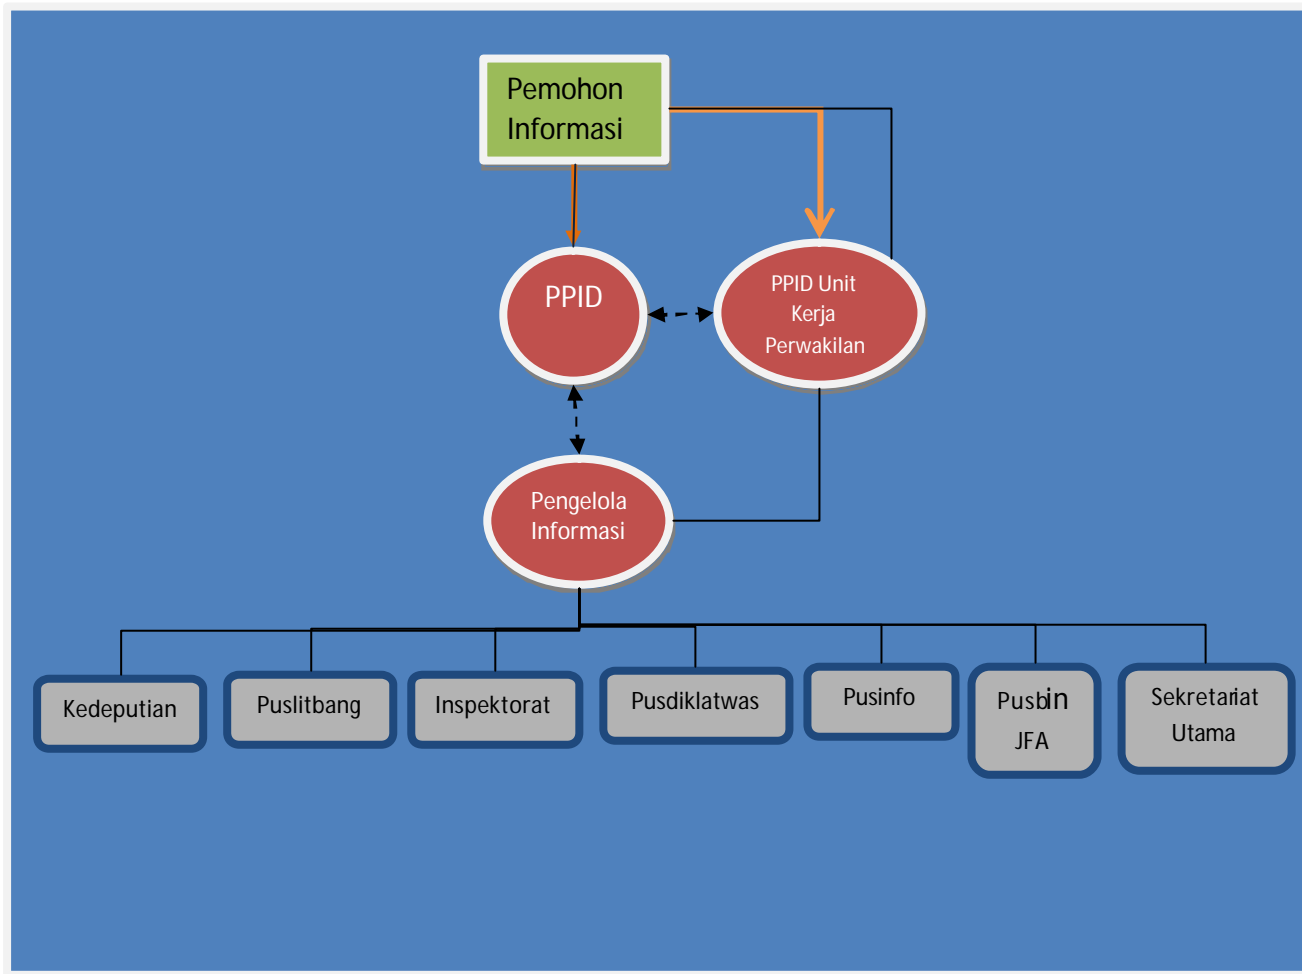 Pemohon
Informasi
PPID
PPID Unit
Kerja
Perwakilan
Pengelola
Informasi
Kedeputian
Puslitbang
Inspektorat
Pusdiklatwas
Pusinfo
Pusbin
JFA
Sekretariat
Utama